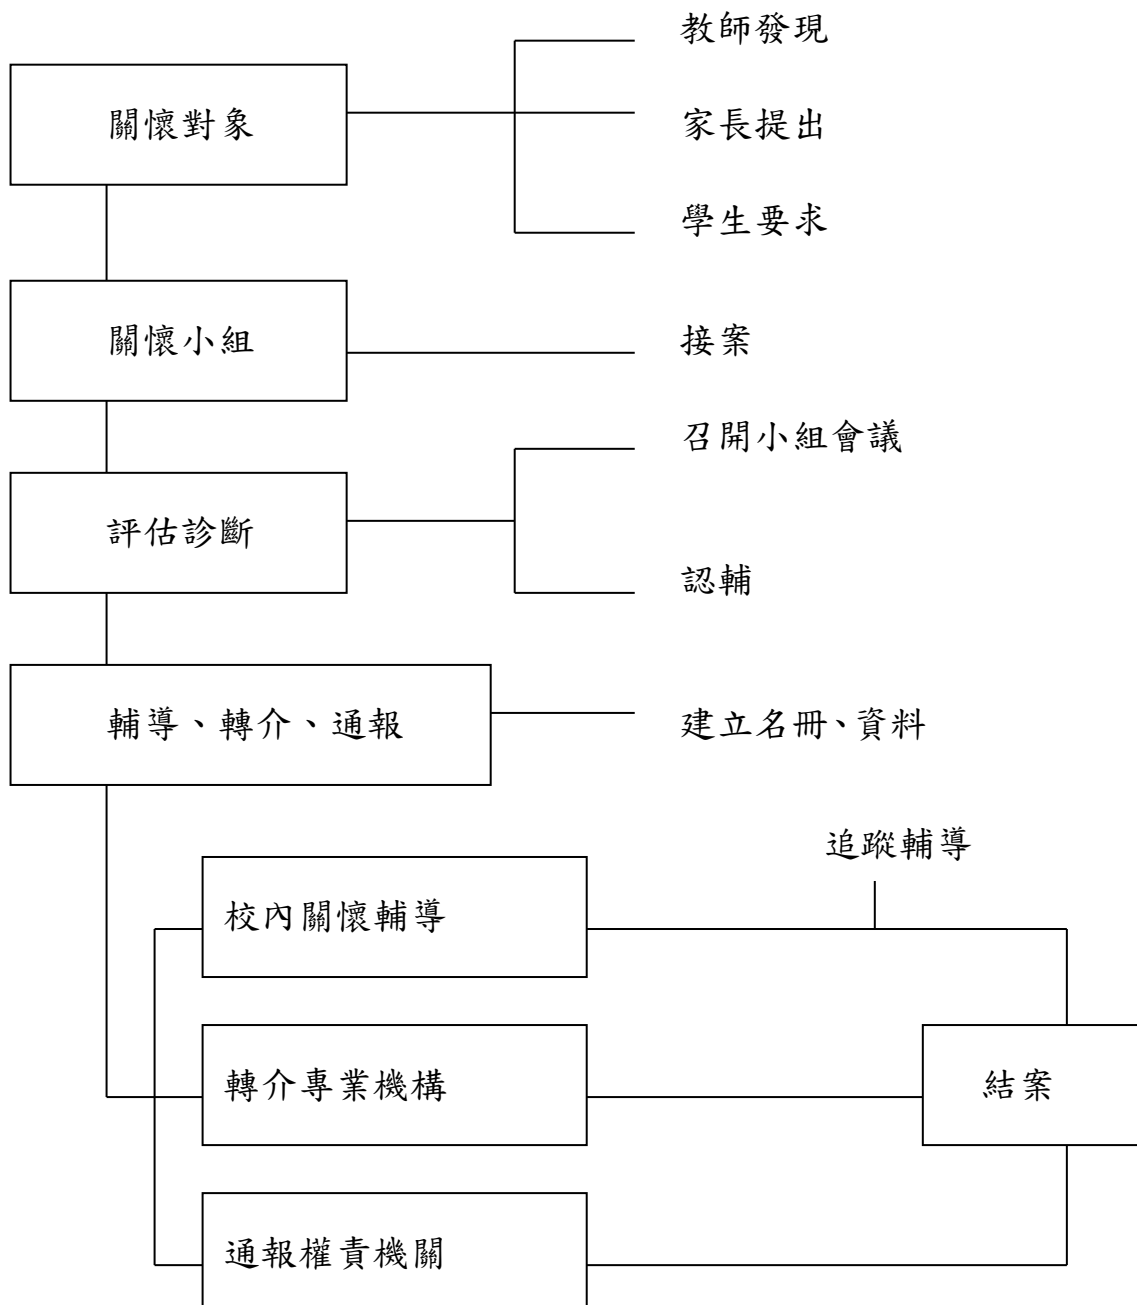 教師發現
關懷對象
家長提出
學生要求
關懷小組
接案
召開小組會議
評估診斷
認輔
輔導、轉介、通報
建立名冊、資料
追蹤輔導
校內關懷輔導
轉介專業機構
結案
通報權責機關